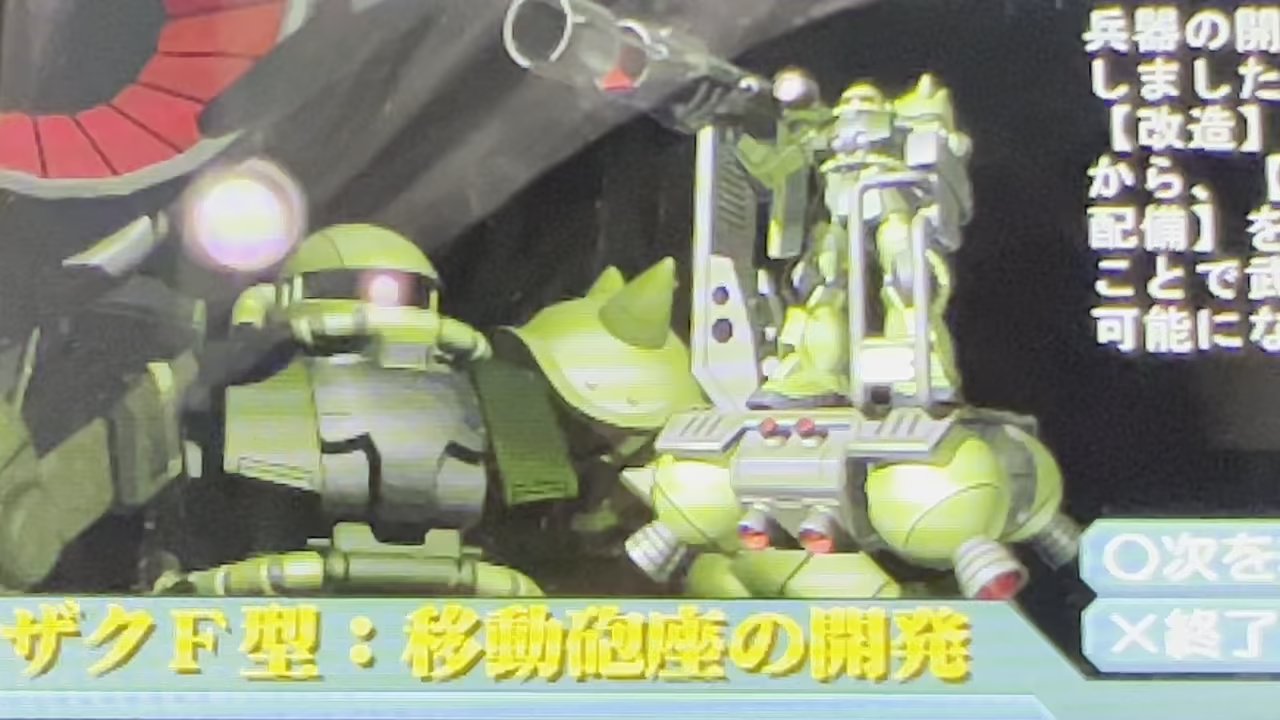 兵器の開
しました
【改造】
から、【
配備】を
ことで武
可能にな
○次を
×終了
ザクF型：移動砲座の開発